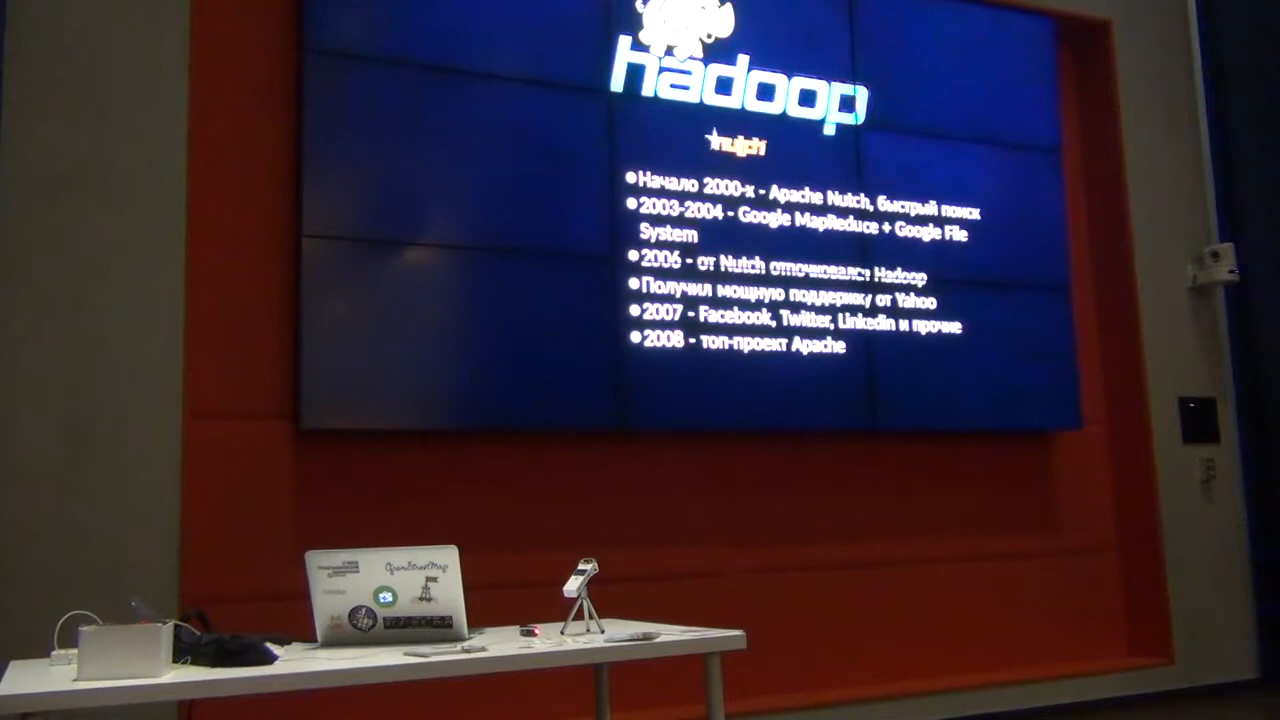 hadoop
nutch
●Начало 2000-х - Apache Nutch, быстрый поиск
●2003-2004 - Google MapReduce + Google File
System
●2006 - от Nutch отпочковался Hadoop
●Получил мощную поддержку от Yahoo
●2007 - Facebook, Twitter, Linkedin и прочие
●2008 - топ-проект Apache
OpenStreetMap